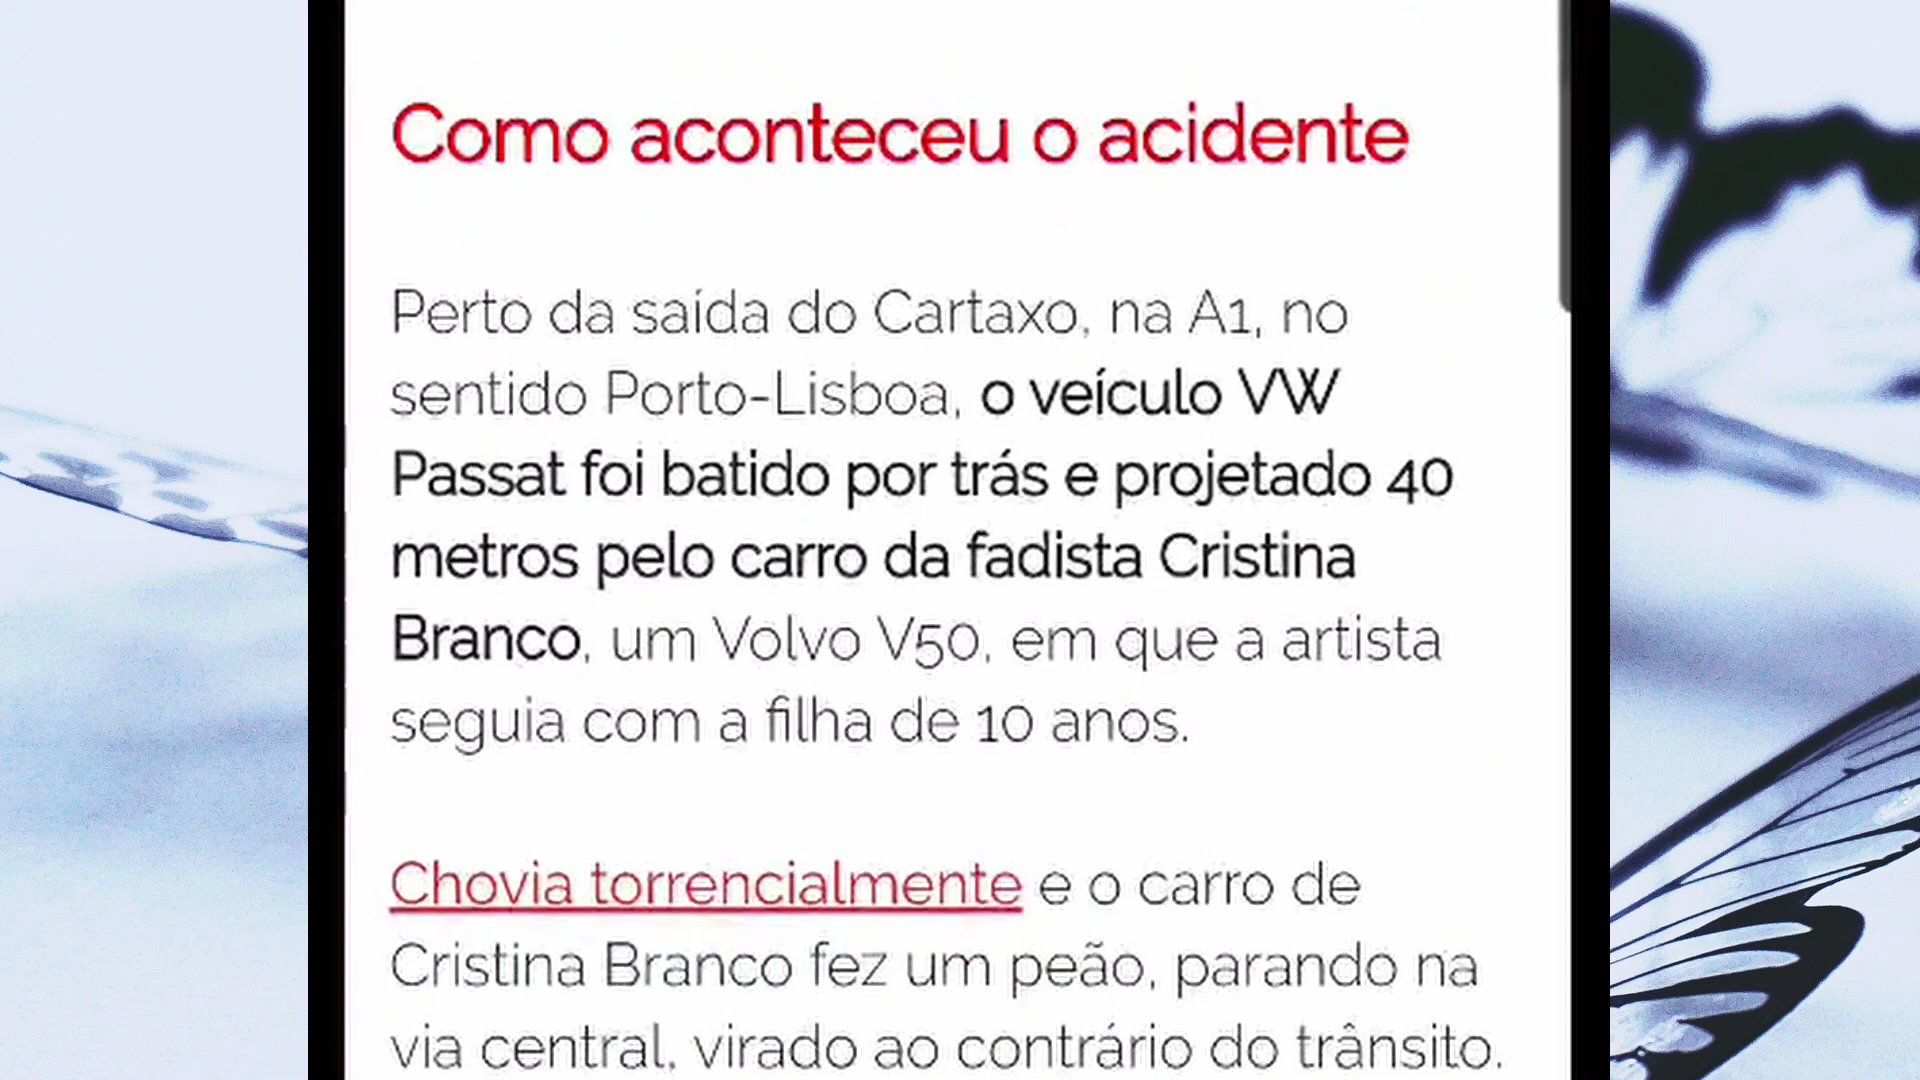 Como aconteceu o acidente
Perto da saída do Cartaxo, na A1, no
sentido Porto-Lisboa, o veículo VW
Passat foi batido por trás e projetado 40
metros pelo carro da fadista Cristina
Branco, um Volvo V50, em que a artista
seguia com a filha de 10 anos.
Chovia torrencialmente e o carro de
Cristina Branco fez um peão, parando na
via central, virado ao contrário do trânsito.